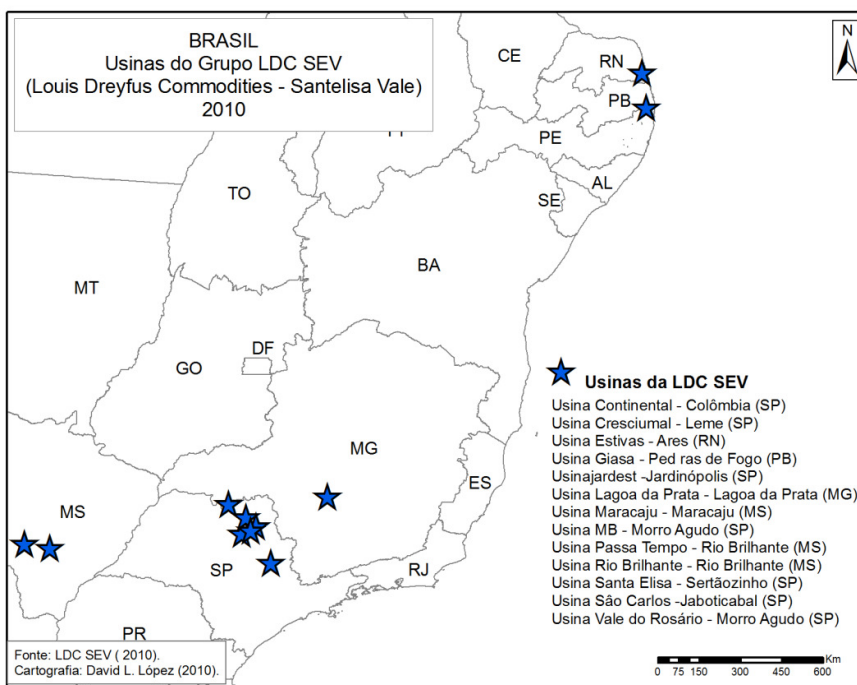 BRASIL
Usinas do Grupo LDC SEV
(Louis Dreyfus Commodities - Santelisa Vale)
2010
N
CE
RN
PB
PE
AL
SE
TO
BA
MT
DF
GO
MG
ES
MS
SP
RJ
PR
Usinas da LDC SEV
Usina Continental - Colômbia (SP)
Usina Cresciumal - Leme (SP)
Usina Estivas - Ares (RN)
Usina Giasa - Ped ras de Fogo (PB)
Usinajardest -Jardinópolis (SP)
Usina Lagoa da Prata - Lagoa da Prata (MG)
Usina Maracaju - Maracaju (MS)
Usina MB - Morro Agudo (SP)
Usina Passa Tempo - Rio Brilhante (MS)
Usina Rio Brilhante - Rio Brilhante (MS)
Usina Santa Elisa - Sertãozinho (SP)
Usina Sâo Carlos -Jaboticabal (SP)
Usina Vale do Rosário - Morro Agudo (SP)
Fonte: LDC SEV ( 2010).
Cartografia: David L. López (2010).
Km
0 75 150 300 450 600